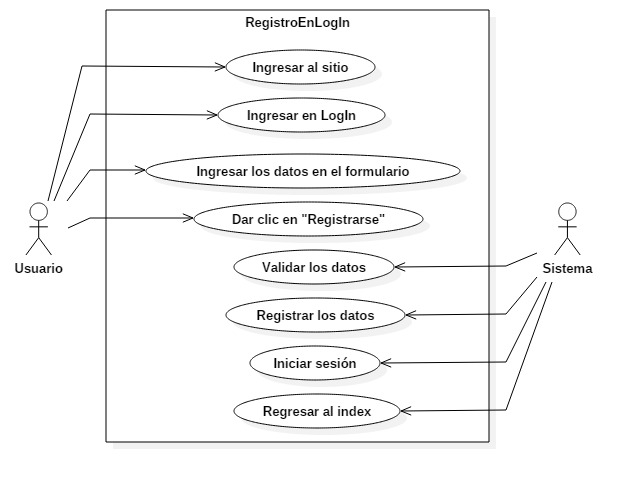 RegistroEnLogIn
Ingresar al sitio
Ingresar en LogIn
Ingresar los datos en el formulario
Dar clic en "Registrarse"
Usuario
Validar los datos
Sistema
Registrar los datos
Iniciar sesión
Regresar al index